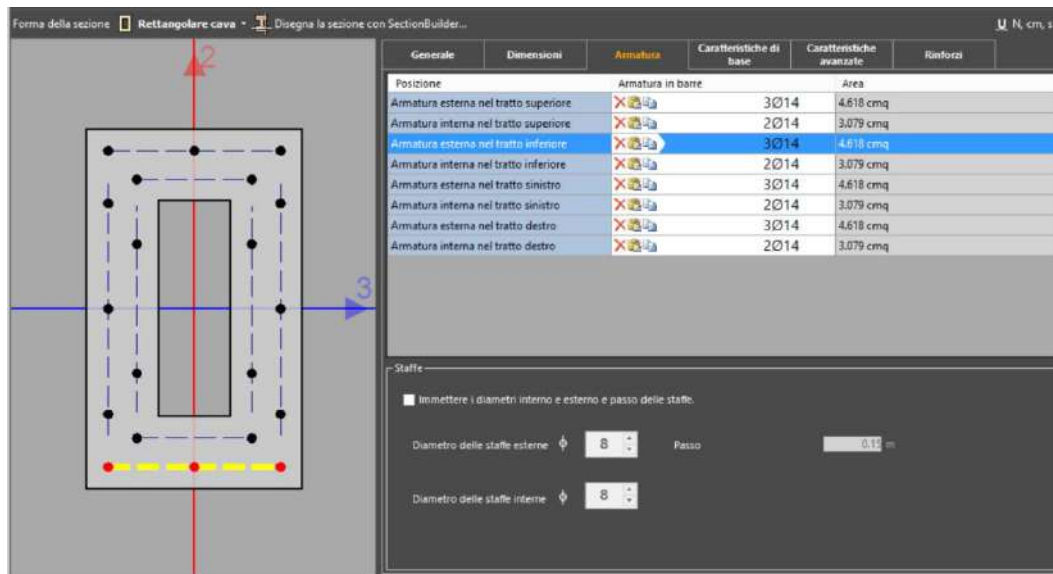 Forma della sezione Rettangolare cava Disegna la sezione con SectionBuilder... U N, cm, s
Generale Dimensioni Armatura Caratteristiche di base Caratteristiche avanzate Rinforzi
Posizione Armatura in barre Area
Armatura esterna nel tratto superiore 3Ø14 4.618 cmq
Armatura interna nel tratto superiore 2Ø14 3.079 cmq
Armatura esterna nel tratto inferiore 3Ø14 4.618 cmq
Armatura interna nel tratto inferiore 2Ø14 3.079 cmq
Armatura esterna nel tratto sinistro 3Ø14 4.618 cmq
Armatura interna nel tratto sinistro 2Ø14 3.079 cmq
Armatura esterna nel tratto destro 3Ø14 4.618 cmq
Armatura interna nel tratto destro 2Ø14 3.079 cmq
2
3
Staffe
Immettere i diametri interno e esterno e passo delle staffe.
Diametro delle staffe esterne ϕ 8 Passo 0.15 m
Diametro delle staffe interne ϕ 8